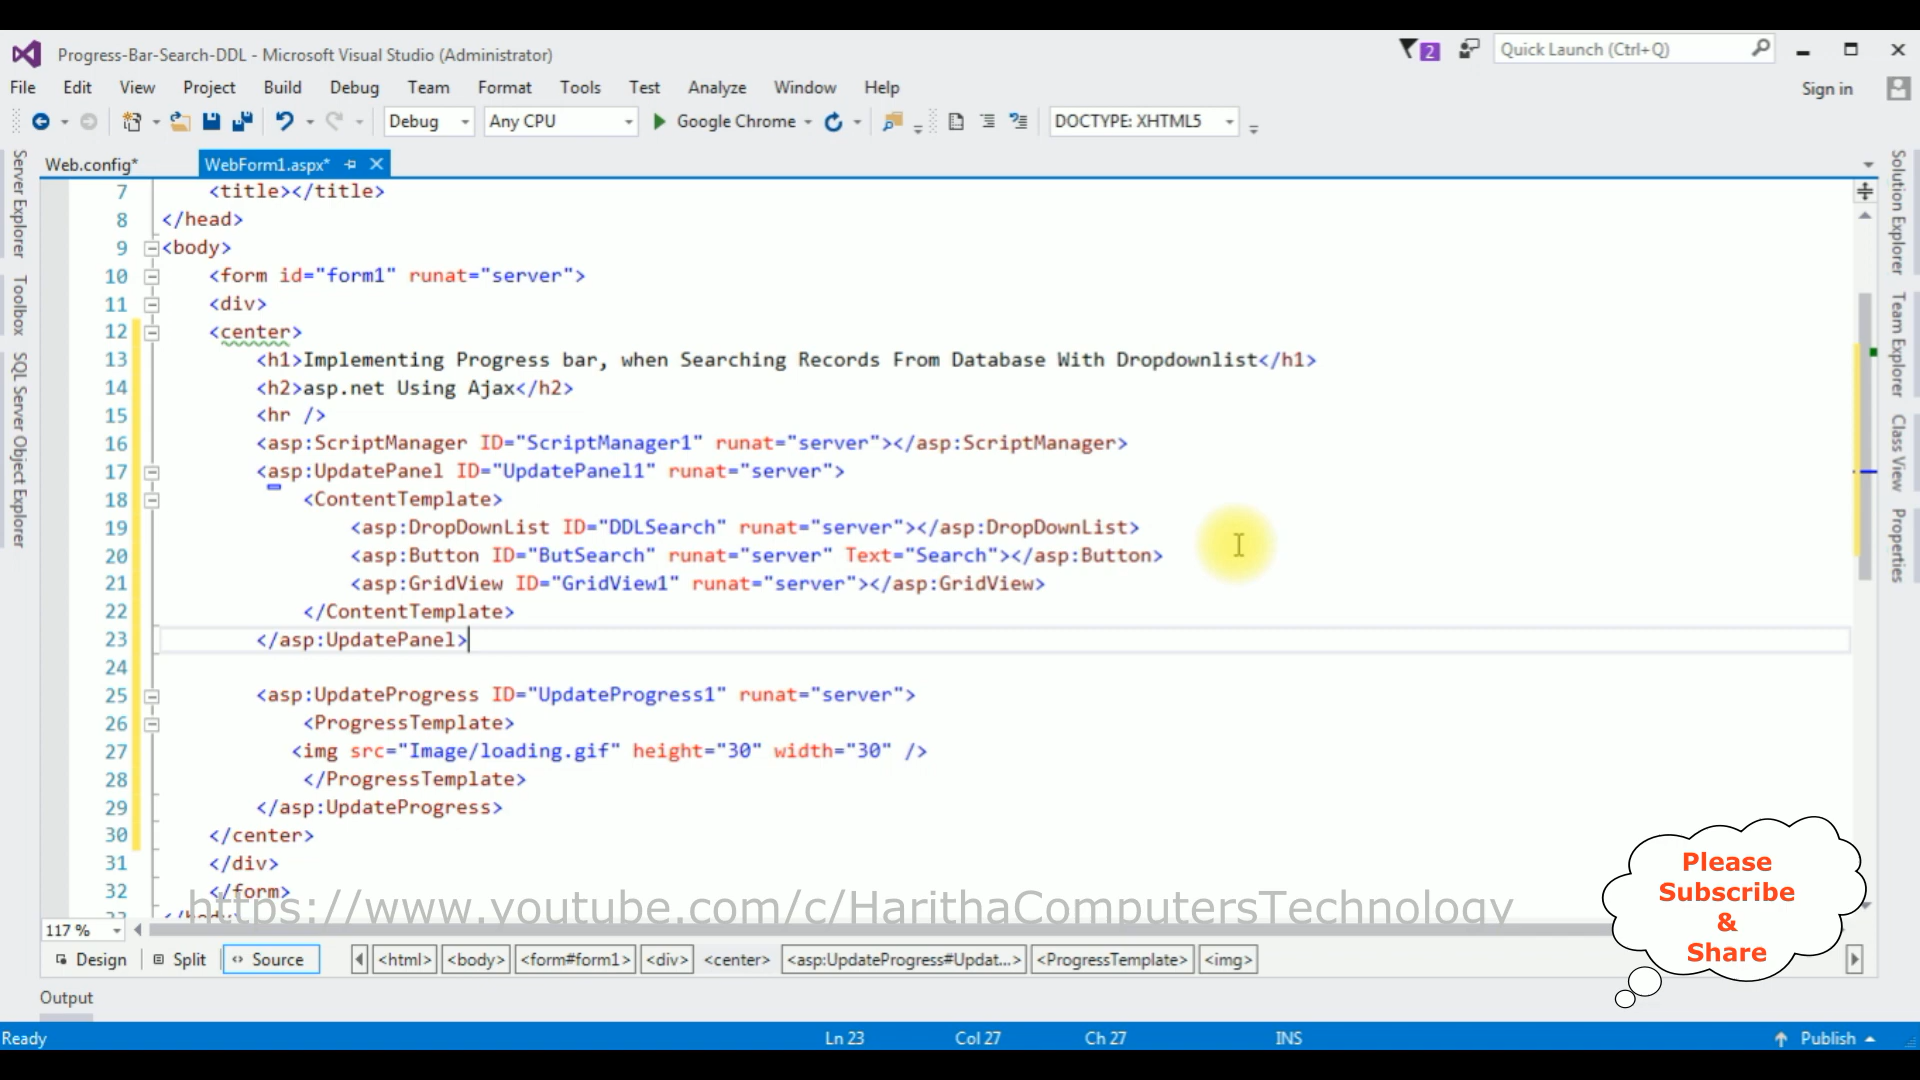 Progress-Bar-Search-DDL - Microsoft Visual Studio (Administrator)
2
Quick Launch (Ctrl+Q)
File Edit View Project Build Debug Team Format Tools Test Analyze Window Help
Sign in
Debug Any CPU Google Chrome DOCTYPE: XHTML5
Web.config* WebForm1.aspx*
Server Explorer
Toolbox
SQL Server Object Explorer
7 <title></title>
8 </head>
9 <body>
10 <form id="form1" runat="server">
11 <div>
12 <center>
13 <h1>Implementing Progress bar, when Searching Records From Database With Dropdownlist</h1>
14 <h2>asp.net Using Ajax</h2>
15 <hr />
16 <asp:ScriptManager ID="ScriptManager1" runat="server"></asp:ScriptManager>
17 <asp:UpdatePanel ID="UpdatePanel1" runat="server">
18 <ContentTemplate>
19 <asp:DropDownList ID="DDLSearch" runat="server"></asp:DropDownList>
20 <asp:Button ID="ButSearch" runat="server" Text="Search"></asp:Button>
21 <asp:GridView ID="GridView1" runat="server"></asp:GridView>
22 </ContentTemplate>
23 </asp:UpdatePanel>
24
25 <asp:UpdateProgress ID="UpdateProgress1" runat="server">
26 <ProgressTemplate>
27 <img src="Image/loading.gif" height="30" width="30" />
28 </ProgressTemplate>
29 </asp:UpdateProgress>
30 </center>
31 </div>
32 </form>
https://www.youtube.com/c/HarithaComputersTechnology
Solution Explorer
Team Explorer
Class View
Properties
Please
Subscribe
&
Share
117 %
Design Split Source <html> <body> <form#form1> <div> <center> <asp:UpdateProgress#Updat...> <ProgressTemplate> <img>
Output
Ready Ln 23 Col 27 Ch 27 INS Publish